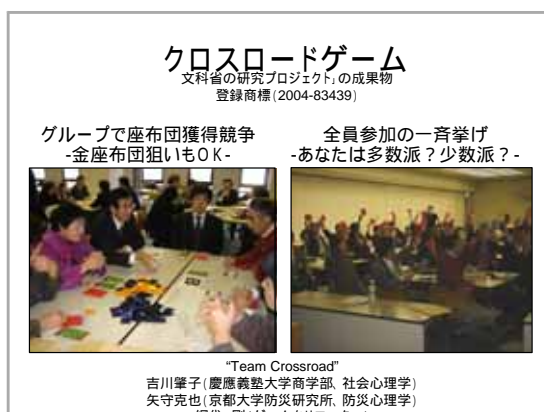 クロスロードゲーム
文科省の研究プロジェクト」の成果物
登録商標(2004-83439)
グループで座布団獲得競争
-金座布団狙いもOK-
全員参加の一斉挙げ
-あなたは多数派?少数派?-
“Team Crossroad”
吉川肇子(慶應義塾大学商学部、社会心理学)
矢守克也(京都大学防災研究所、防災心理学)